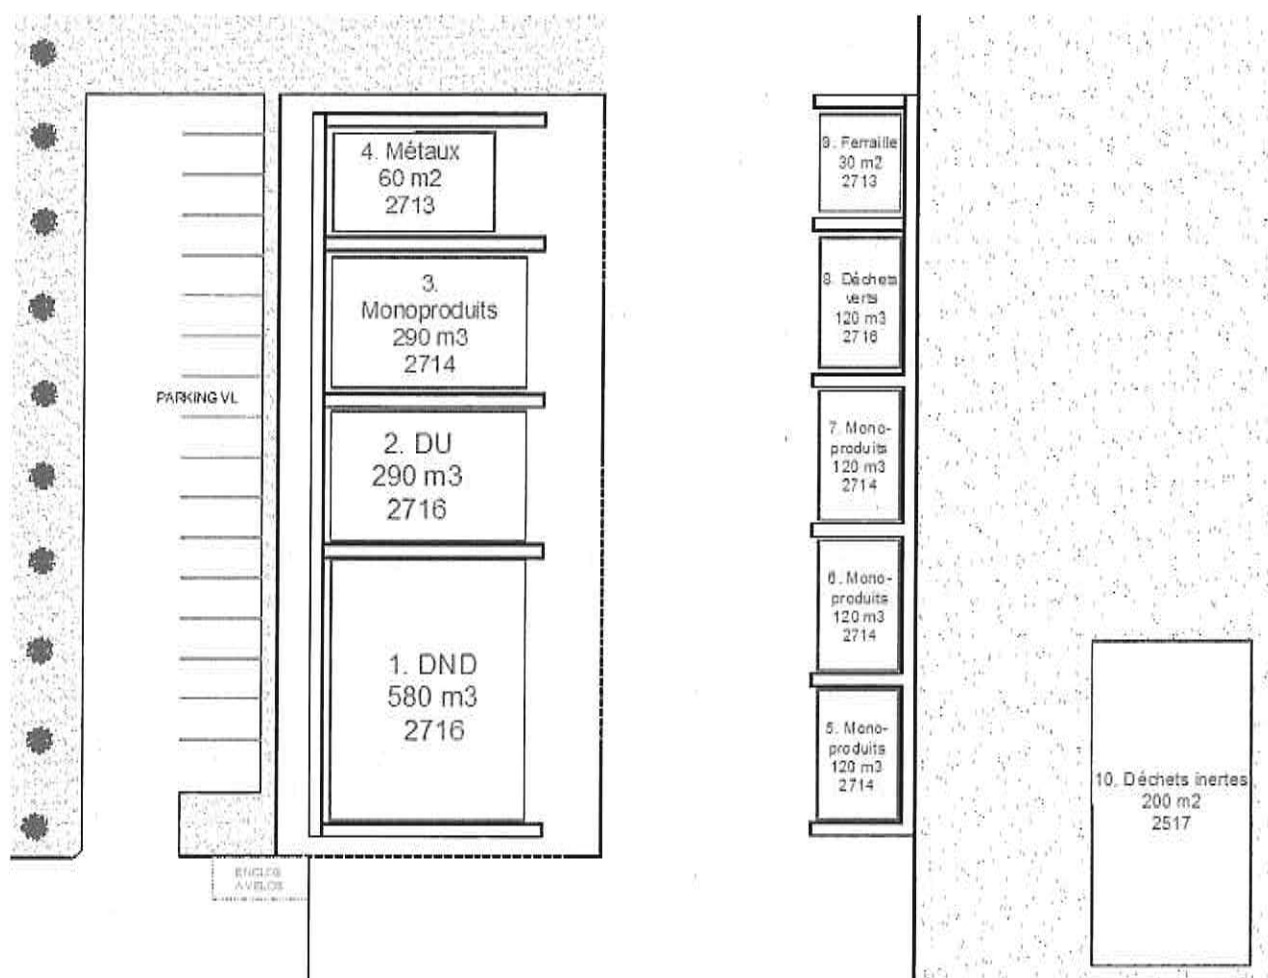 PARKING VL
4. Métaux
60 m2
2713
3.
Monoproduits
290 m3
2714
2. DU
290 m3
2716
1. DND
580 m3
2716
ENCLOS
A VELOS
9. Ferraille
30 m2
2713
8. Déchets
verts
120 m3
2716
7. Mono-
produits
120 m3
2714
6. Mono-
produits
120 m3
2714
5. Mono-
produits
120 m3
2714
10. Déchets inertes
200 m2
2517